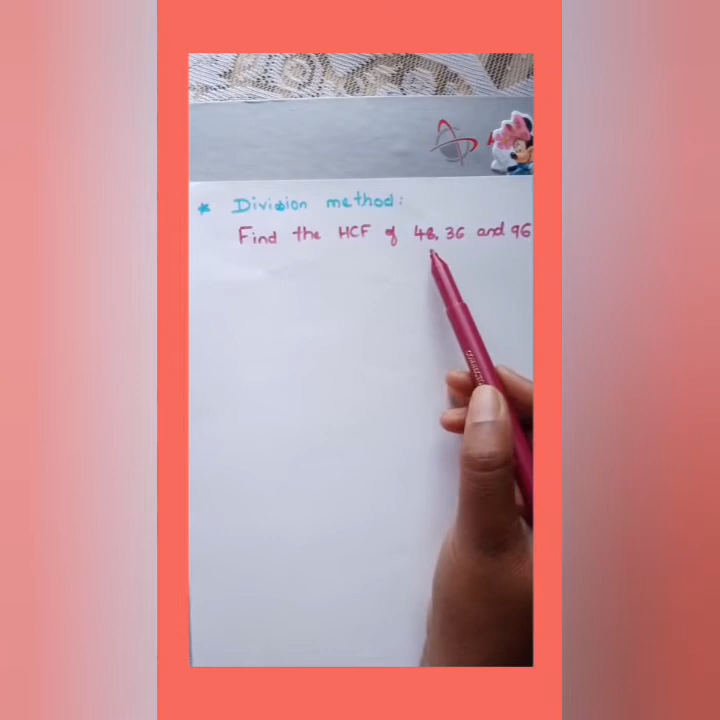 * Division method:
Find the HCF of 48, 36 and 96